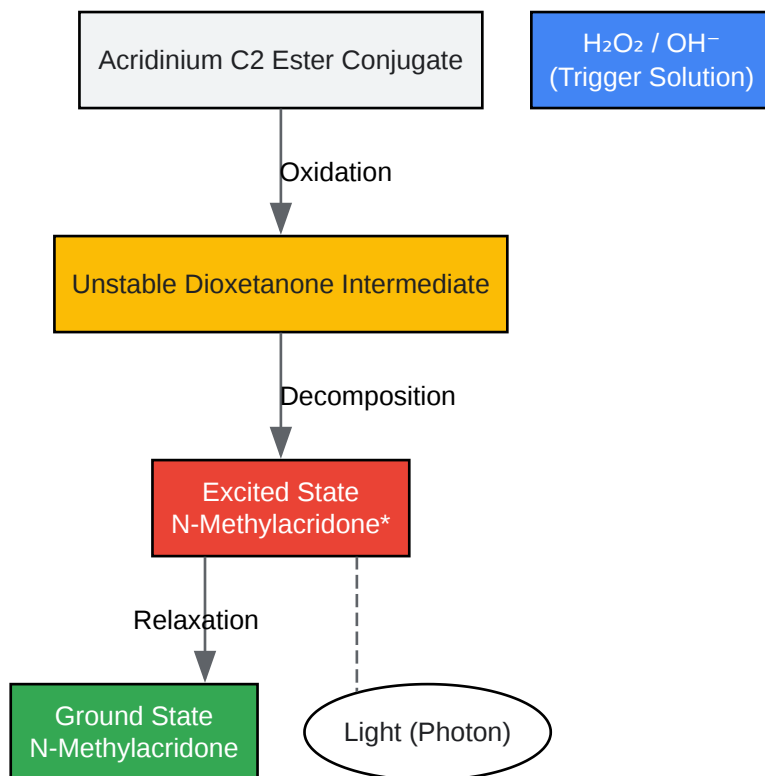 Acridinium C2 Ester Conjugate
H₂O₂ / OH⁻
(Trigger Solution)
Oxidation
Unstable Dioxetanone Intermediate
Decomposition
Excited State
N-Methylacridone*
Relaxation
Ground State
N-Methylacridone
Light (Photon)